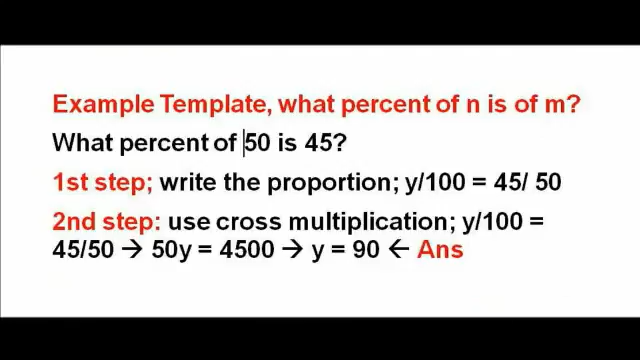 Example Template, what percent of n is of m?
What percent of 50 is 45?
1st step; write the proportion; y/100 = 45/ 50
2nd step: use cross multiplication; y/100 =
45/50 → 50y = 4500 → y = 90 ← Ans